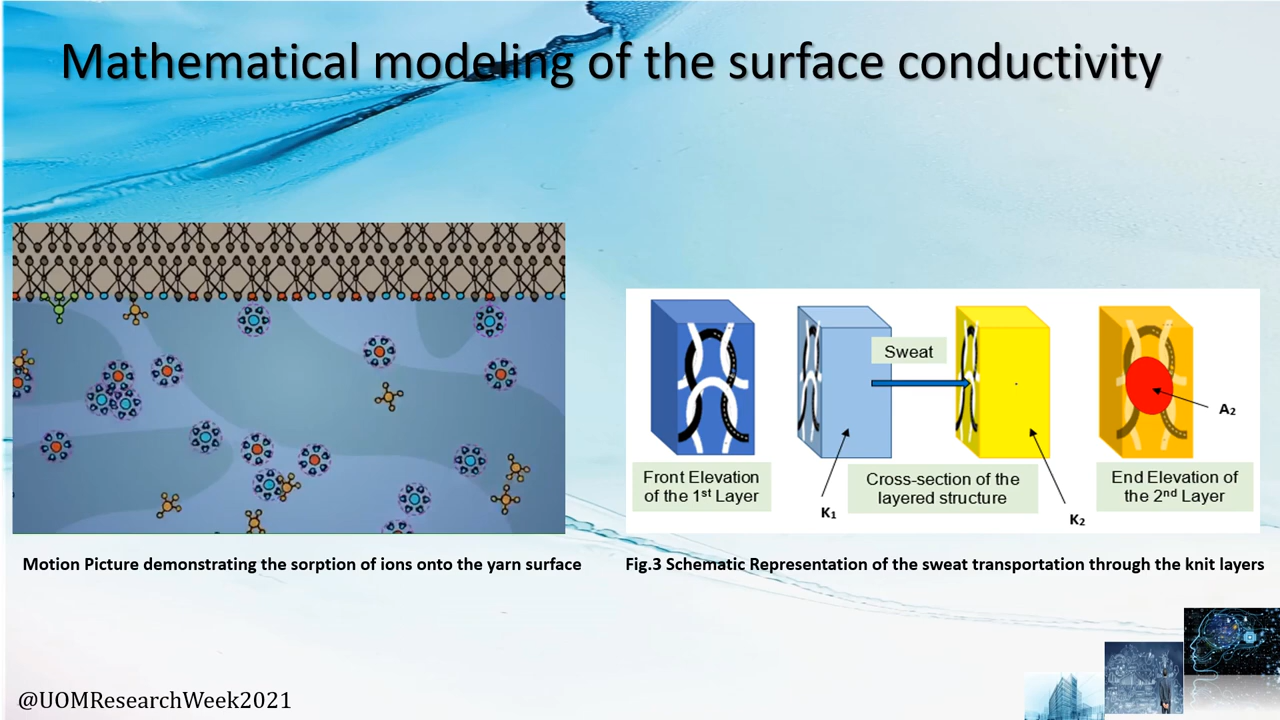 Mathematical modeling of the surface conductivity
Sweat
A₂
Front Elevation
of the 1ˢᵗ Layer
K₁
Cross-section of the
layered structure
K₂
End Elevation of
the 2ⁿᵈ Layer
Motion Picture demonstrating the sorption of ions onto the yarn surface
Fig.3 Schematic Representation of the sweat transportation through the knit layers
@UOMResearchWeek2021